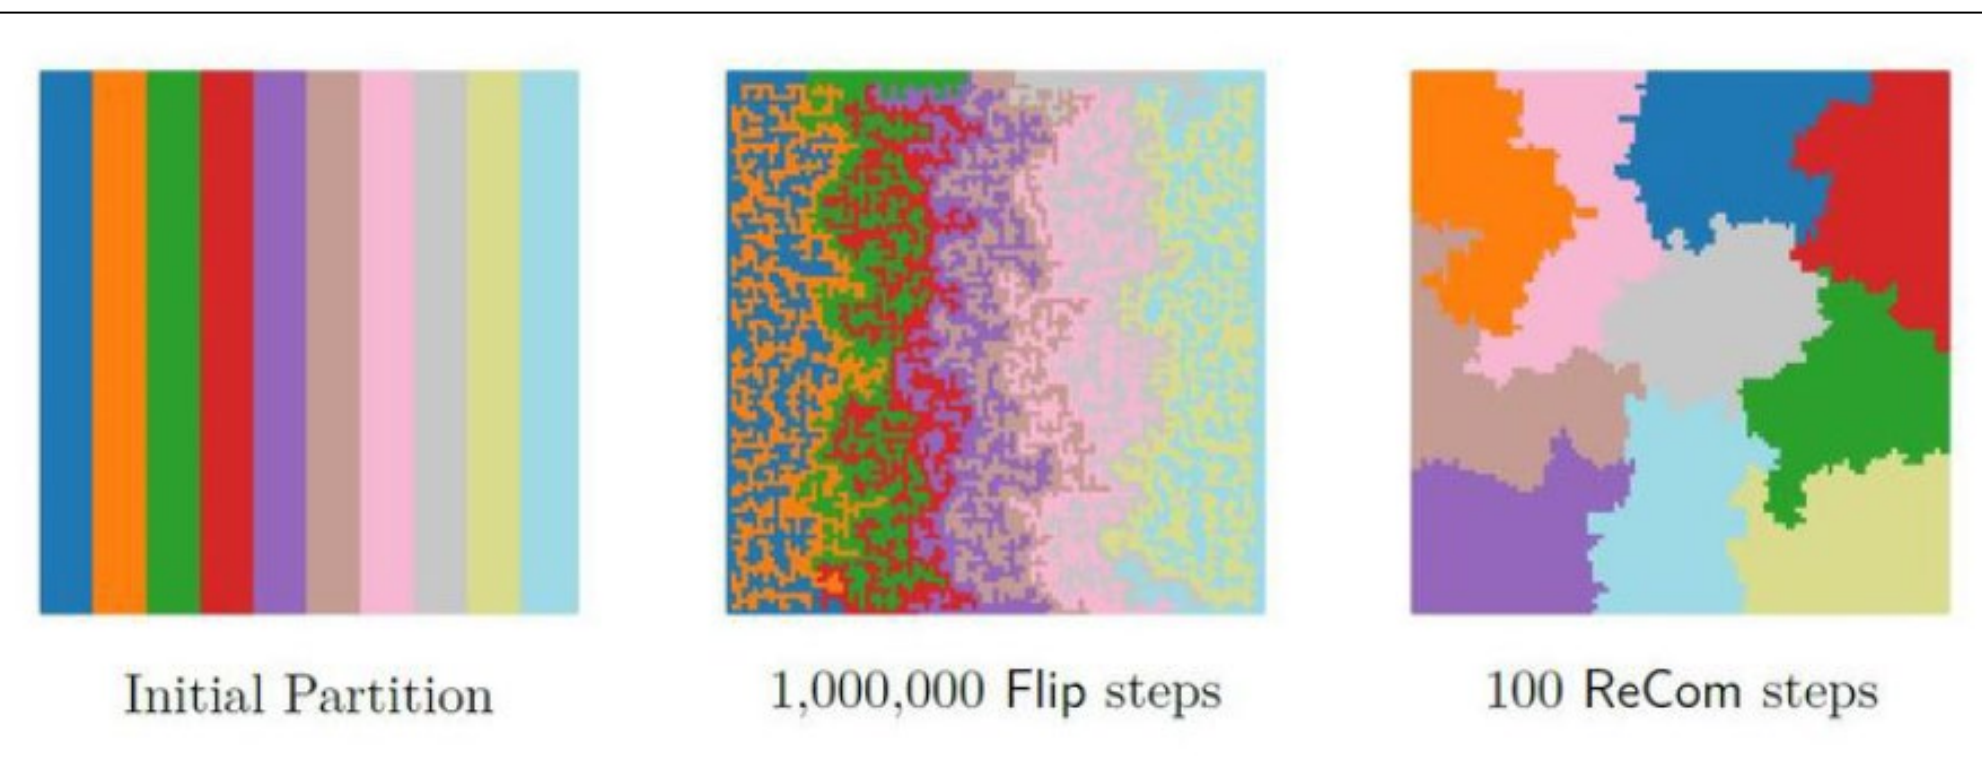 Initial Partition
1,000,000 Flip steps
100 ReCom steps